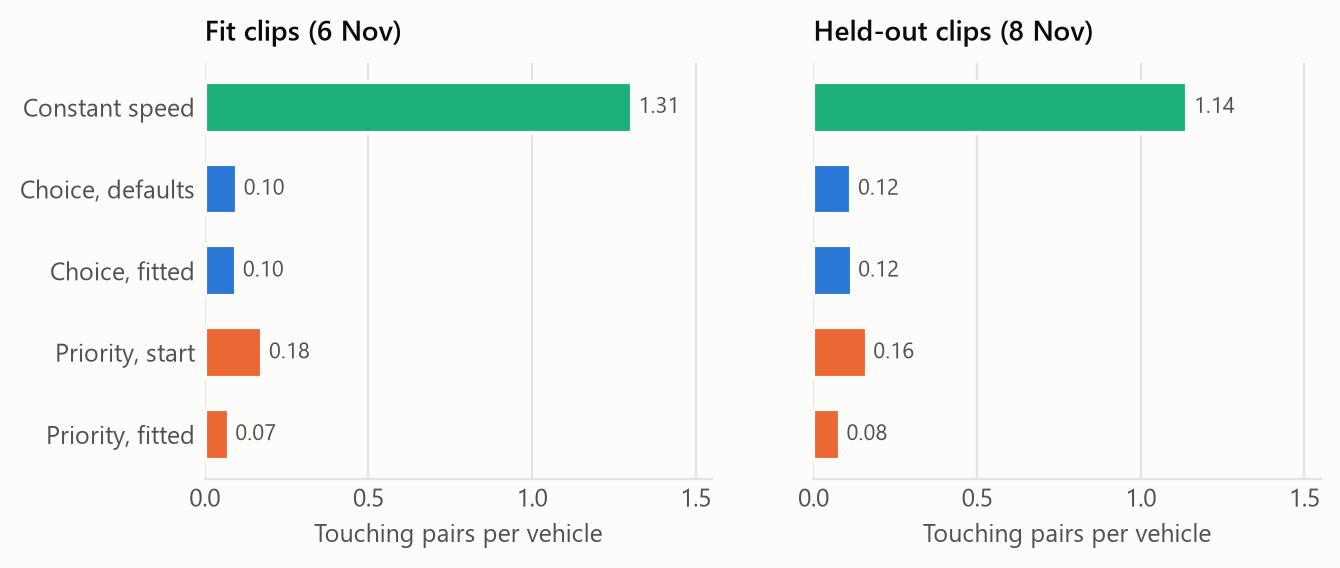 Fit clips (6 Nov)
Constant speed
1.31
Choice, defaults
0.10
Choice, fitted
0.10
Priority, start
0.18
Priority, fitted
0.07
0.0 0.5 1.0 1.5
Touching pairs per vehicle
Held-out clips (8 Nov)
1.14
0.12
0.12
0.16
0.08
0.0 0.5 1.0 1.5
Touching pairs per vehicle